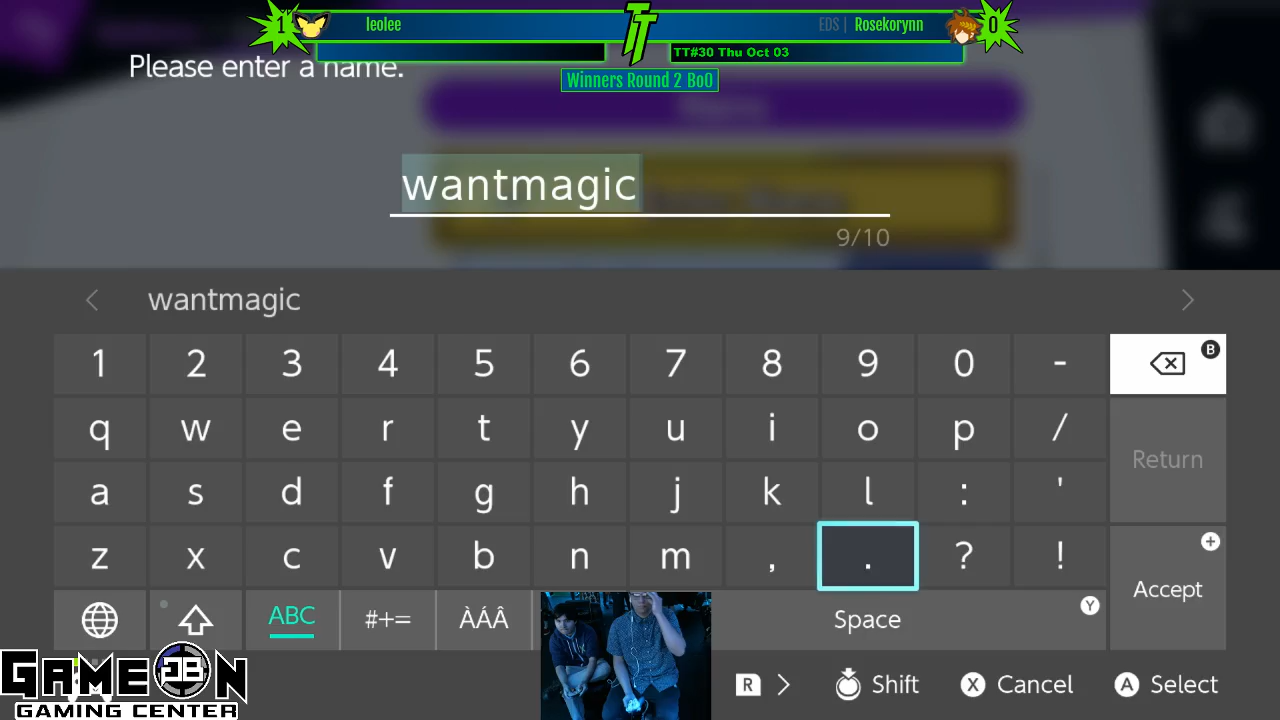 1
leolee
EDS | Rosekorynn
0
TT
TT#30 Thu Oct 03
Please enter a name.
Winners Round 2 BoO
wantmagic
9/10
wantmagic
1 2 3 4 5 6 7 8 9 0 - B
q w e r t y u i o p / Return
a s d f g h j k l : '
z x c v b n m , . ? ! + Accept
ABC #+= ÀÁÂ Space Y
GAMEON
GAMING CENTER
R Shift X Cancel A Select